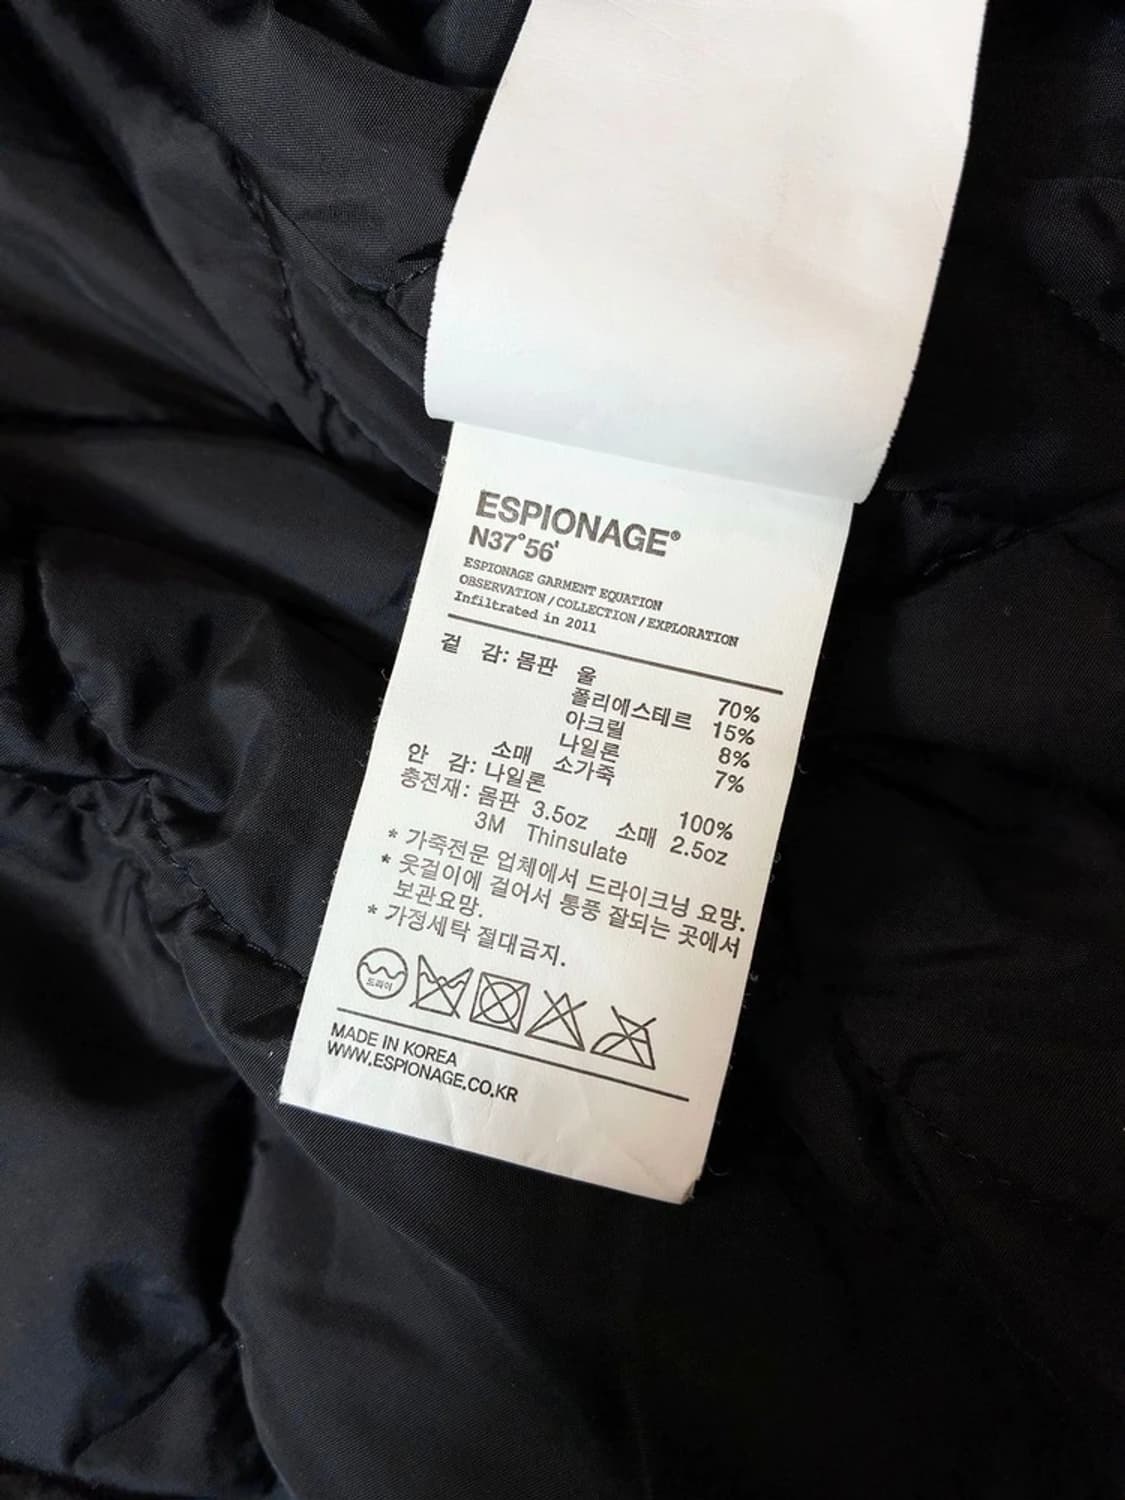 ESPIONAGE®
N37°56'
ESPIONAGE GARMENT EQUATION
OBSERVATION / COLLECTION / EXPLORATION
Infiltrated in 2011
겉 감: 몸판 울 70%
폴리에스테르 15%
아크릴 8%
나일론 7%
소매 소가죽
안 감: 나일론 100%
충전재: 몸판 3.5oz 소매 2.5oz
3M Thinsulate
* 가죽전문 업체에서 드라이크닝 요망.
* 옷걸이에 걸어서 통풍 잘되는 곳에서
보관요망.
* 가정세탁 절대금지.
드라이
MADE IN KOREA
WWW.ESPIONAGE.CO.KR